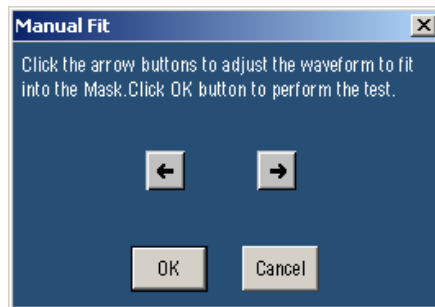 Manual Fit
Click the arrow buttons to adjust the waveform to fit
into the Mask.Click OK button to perform the test.
OK Cancel